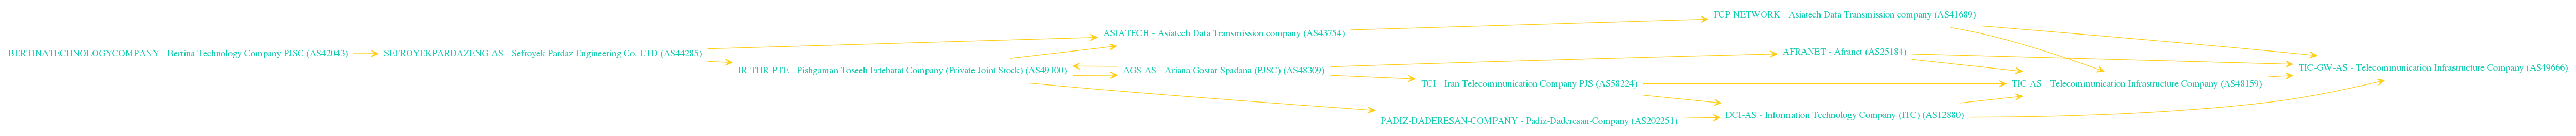 BERTINATECHNOLOGYCOMPANY - Bertina Technology Company PJSC (AS42043)
SEFROYEKPARDAZENG-AS - Sefroyek Pardaz Engineering Co. LTD (AS44285)
ASIATECH - Asiatech Data Transmission company (AS43754)
IR-THR-PTE - Pishgaman Toseeh Ertebatat Company (Private Joint Stock) (AS49100)
AGS-AS - Ariana Gostar Spadana (PJSC) (AS48309)
FCP-NETWORK - Asiatech Data Transmission company (AS41689)
AFRANET - Afranet (AS25184)
TCI - Iran Telecommunication Company PJS (AS58224)
PADIZ-DADERESAN-COMPANY - Padiz-Daderesan-Company (AS202251)
DCI-AS - Information Technology Company (ITC) (AS12880)
TIC-AS - Telecommunication Infrastructure Company (AS48159)
TIC-GW-AS - Telecommunication Infrastructure Company (AS49666)